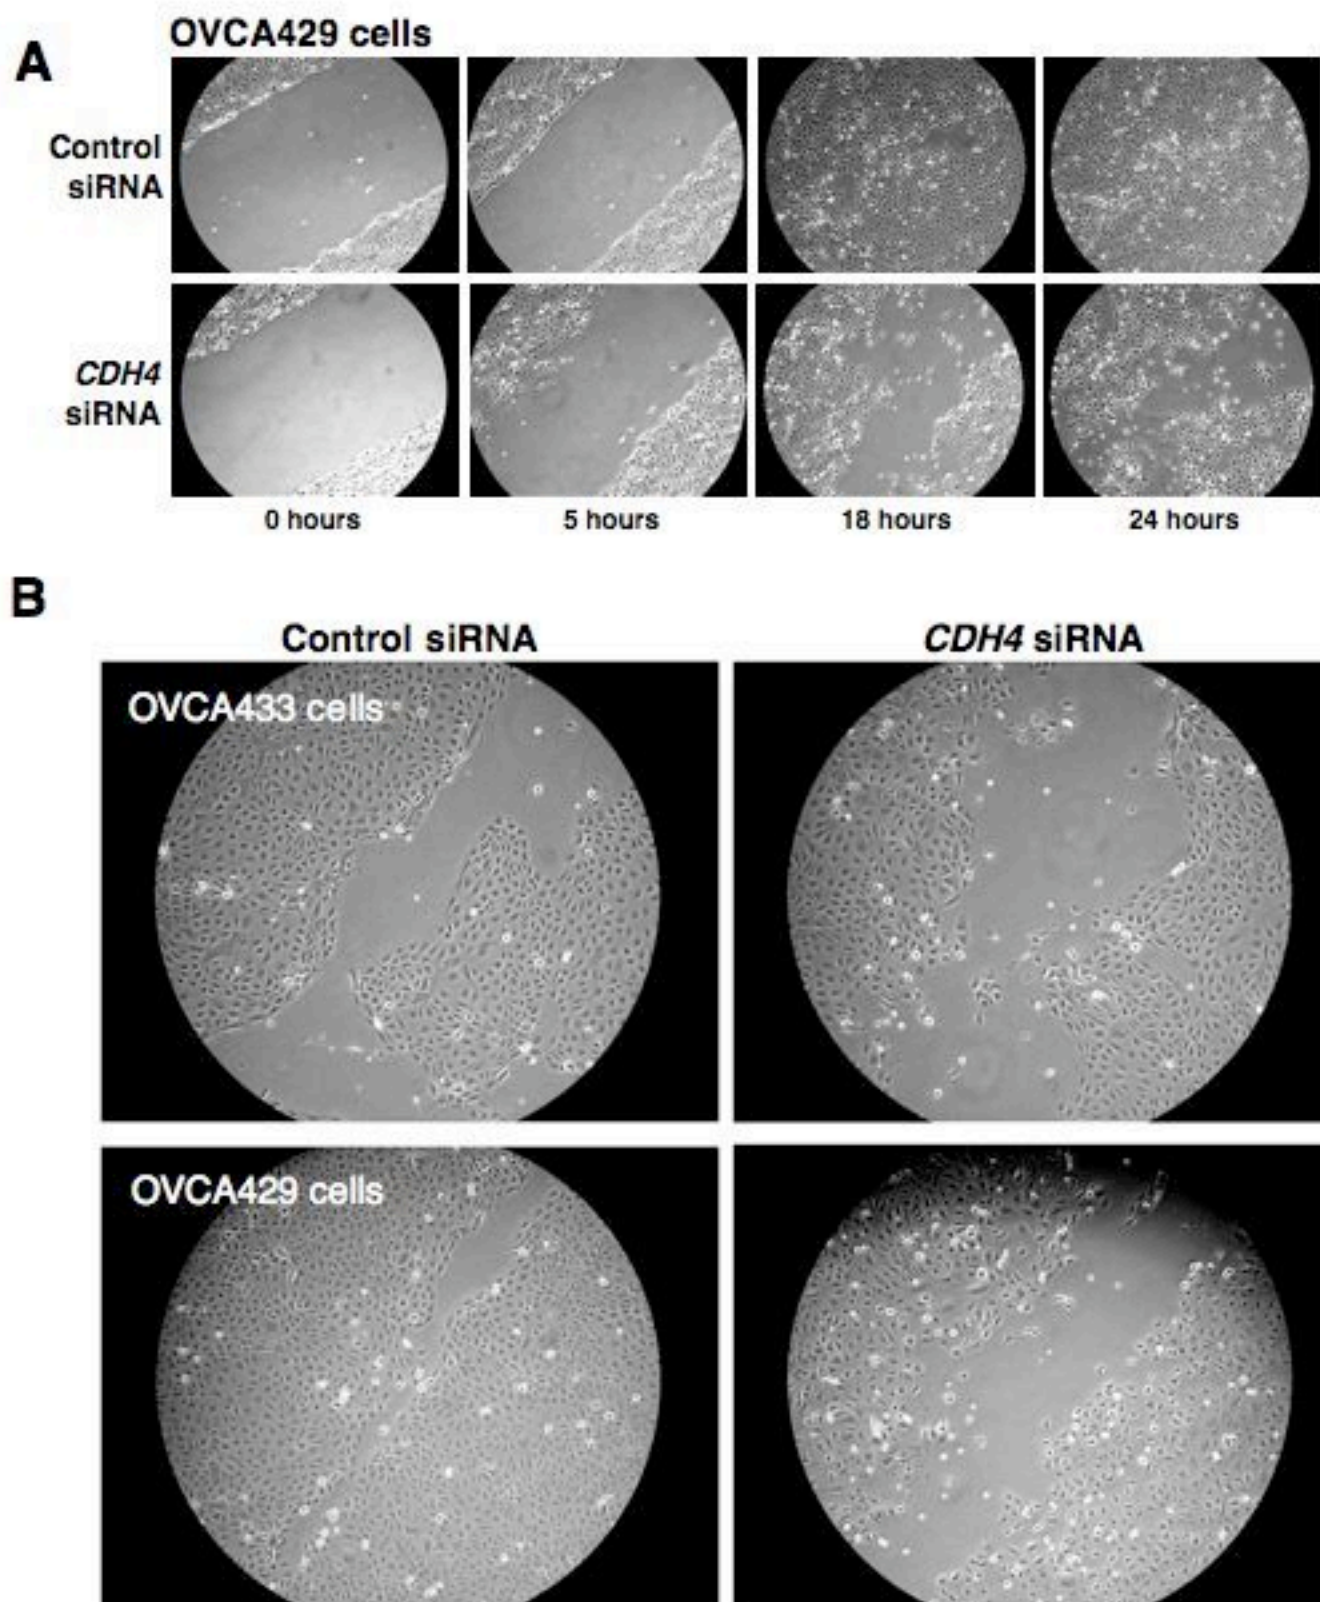 A
OVCA429 cells
Control
siRNA
CDH4
siRNA
0 hours
5 hours
18 hours
24 hours
B
Control siRNA
CDH4 siRNA
OVCA433 cells
OVCA429 cells